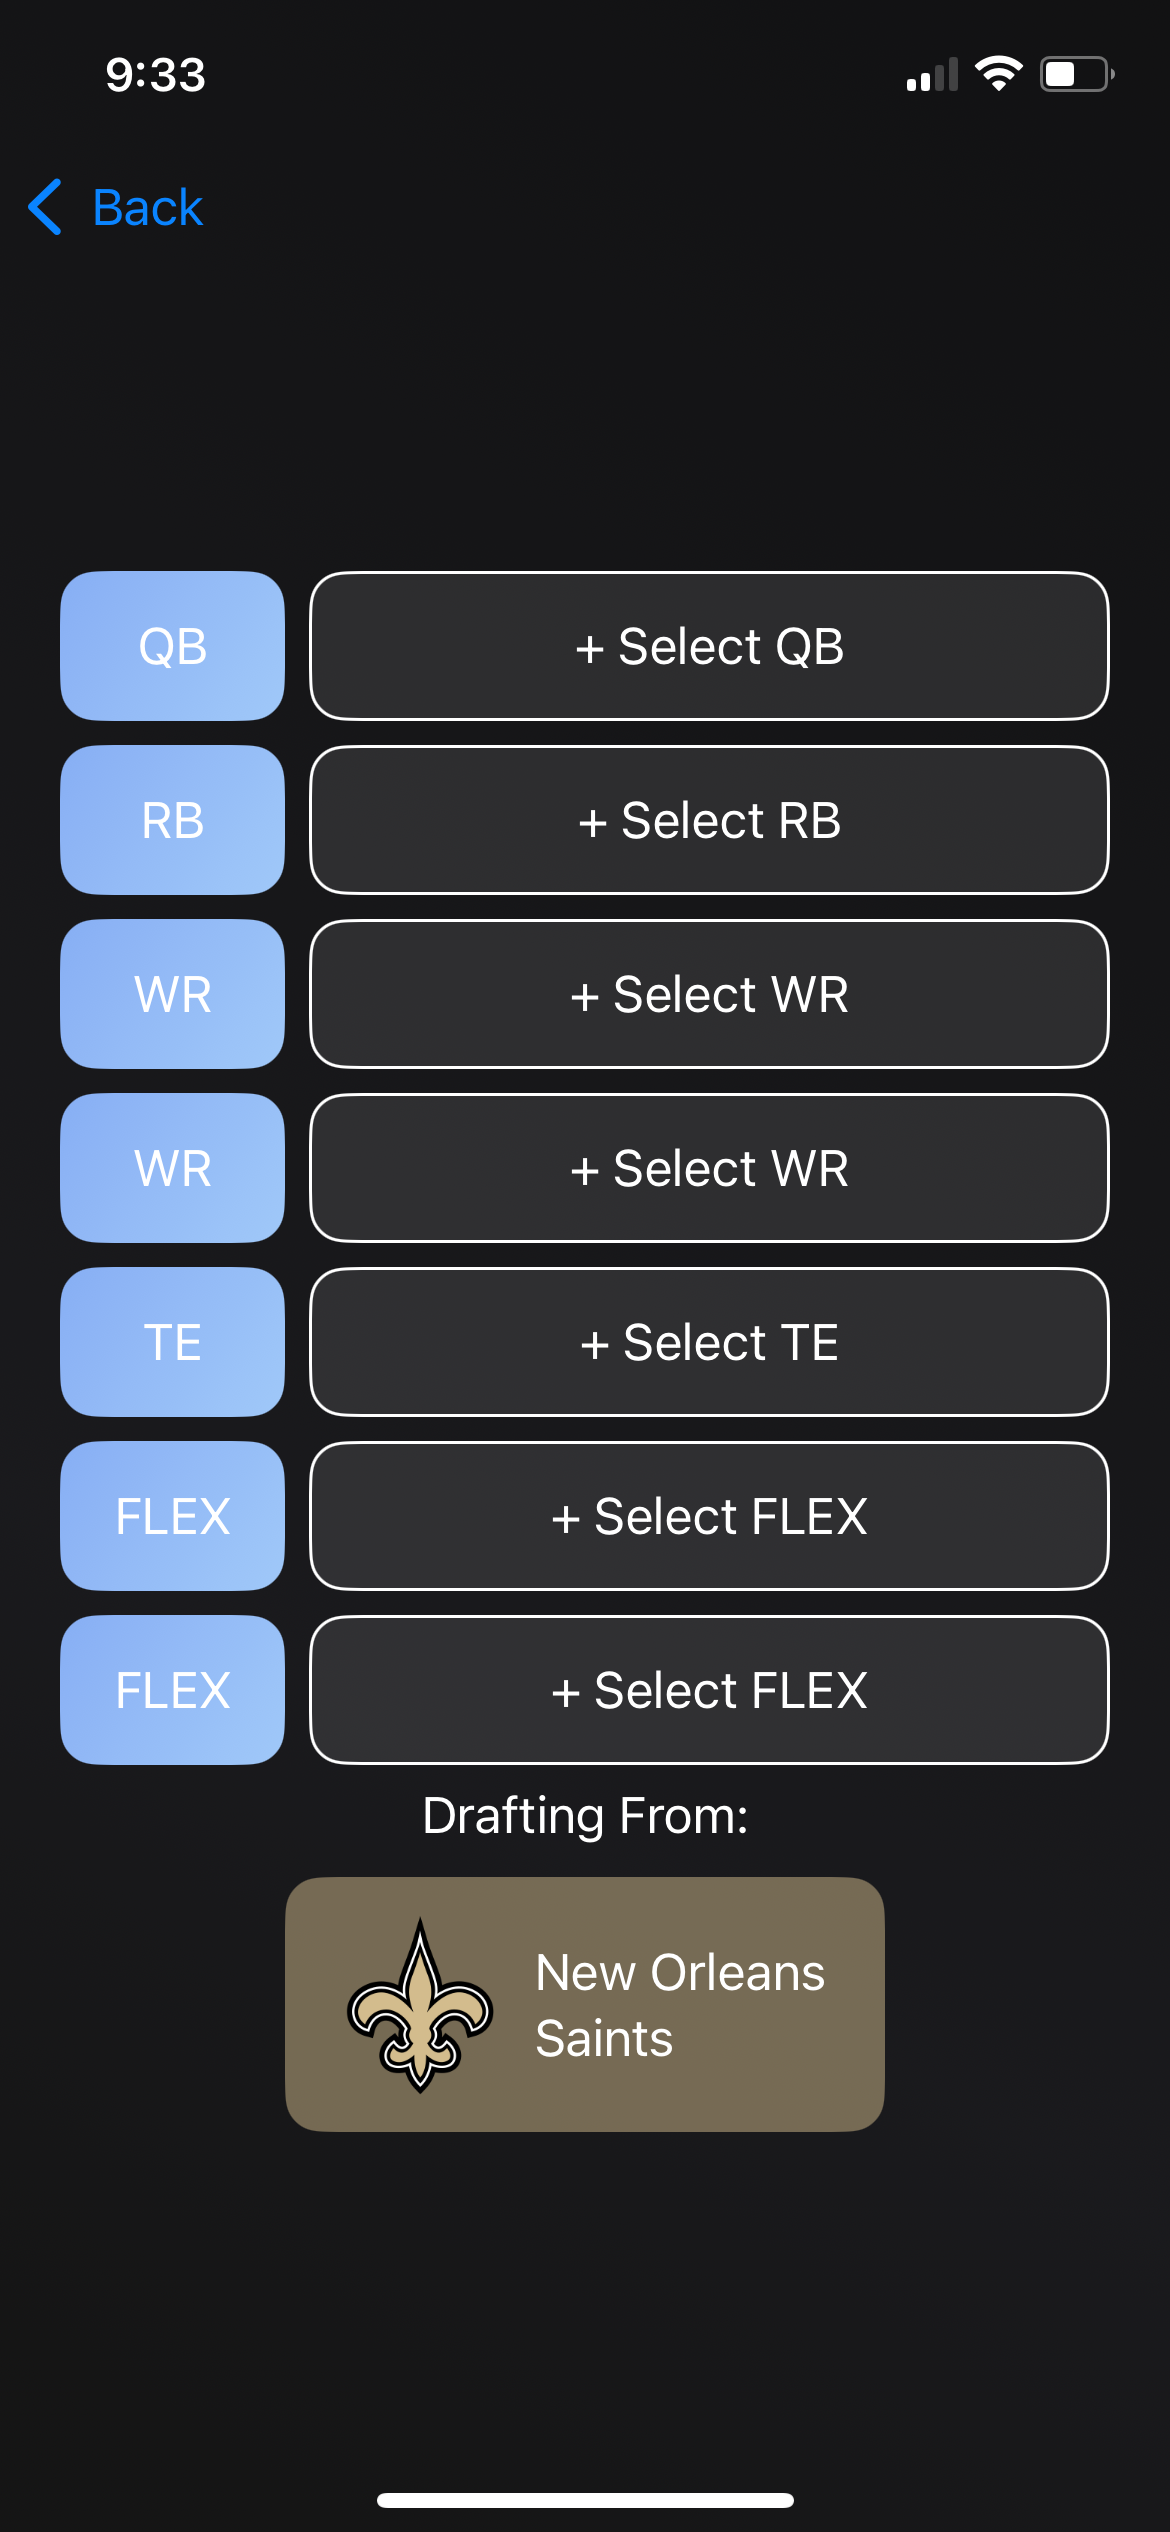 9:33
Back
QB
+ Select QB
RB
+ Select RB
WR
+ Select WR
WR
+ Select WR
TE
+ Select TE
FLEX
+ Select FLEX
FLEX
+ Select FLEX
Drafting From:
New Orleans
Saints